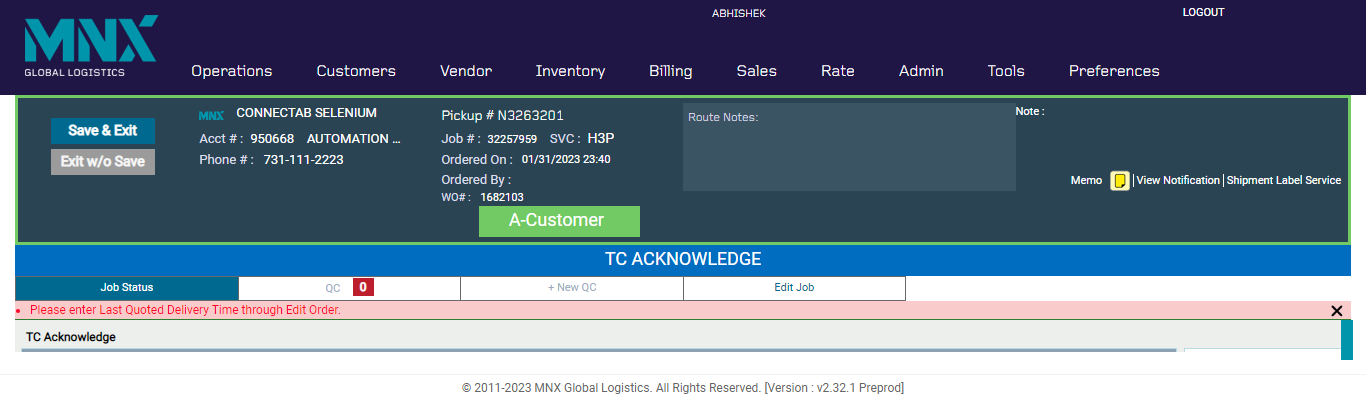 ABHISHEK
LOGOUT
MNX
GLOBAL LOGISTICS
Operations Customers Vendor Inventory Billing Sales Rate Admin Tools Preferences
Save & Exit
Exit w/o Save
MNX CONNECTAB SELENIUM
Acct # : 950668 AUTOMATION ...
Phone # : 731-111-2223
Pickup # N3263201
Job # : 32257959 SVC : H3P
Ordered On : 01/31/2023 23:40
Ordered By :
WO# : 1682103
A-Customer
Route Notes:
Note :
Memo View Notification Shipment Label Service
TC ACKNOWLEDGE
Job Status QC 0 + New QC Edit Job
Please enter Last Quoted Delivery Time through Edit Order.
TC Acknowledge
© 2011-2023 MNX Global Logistics. All Rights Reserved. [Version : v2.32.1 Preprod]